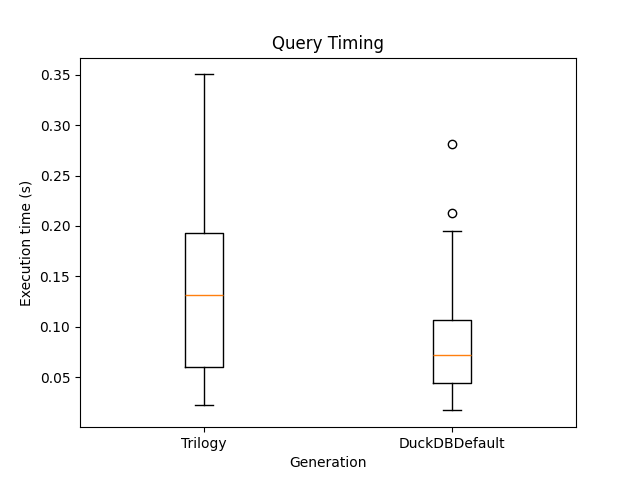 Query Timing
Execution time (s)
0.35
0.30
0.25
0.20
0.15
0.10
0.05
Trilogy
DuckDBDefault
Generation